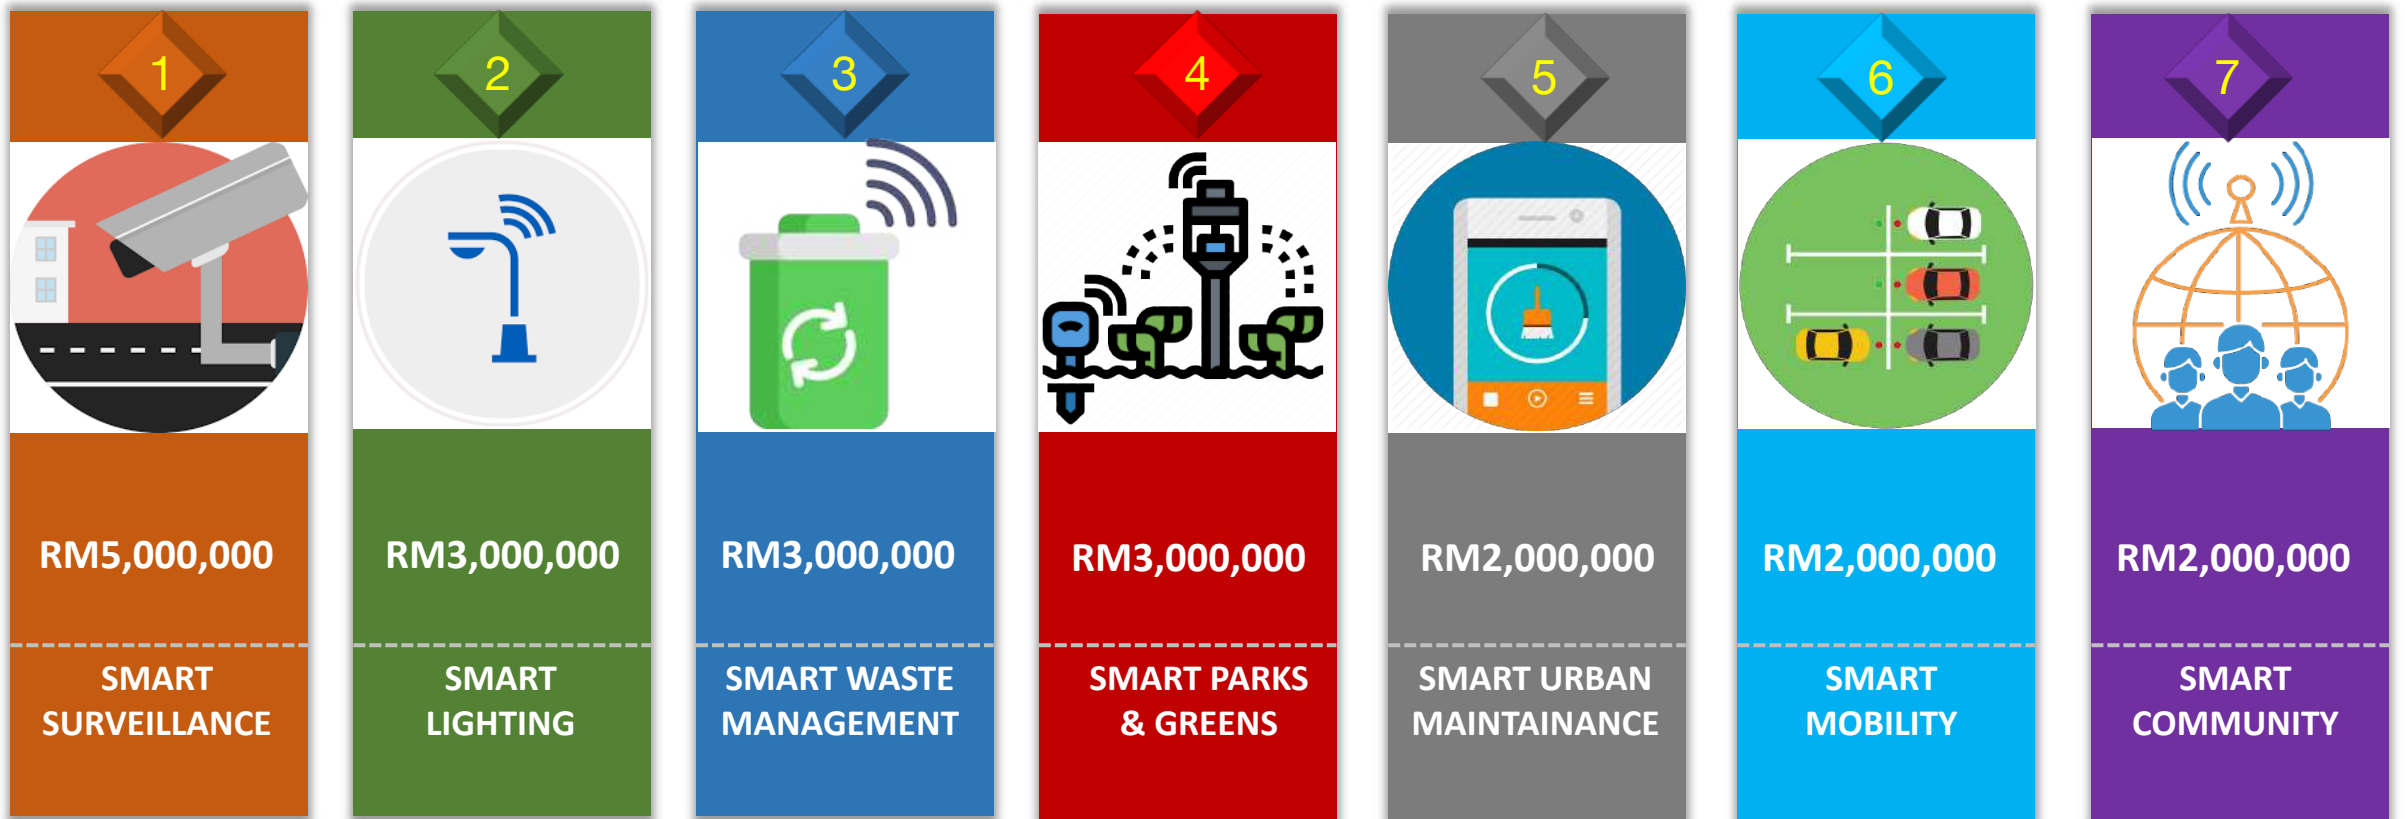 1
RM5,000,000
SMART
SURVEILLANCE
2
RM3,000,000
SMART
LIGHTING
3
RM3,000,000
SMART WASTE
MANAGEMENT
4
RM3,000,000
SMART PARKS
& GREENS
5
RM2,000,000
SMART URBAN
MAINTAINANCE
6
RM2,000,000
SMART
MOBILITY
7
RM2,000,000
SMART
COMMUNITY